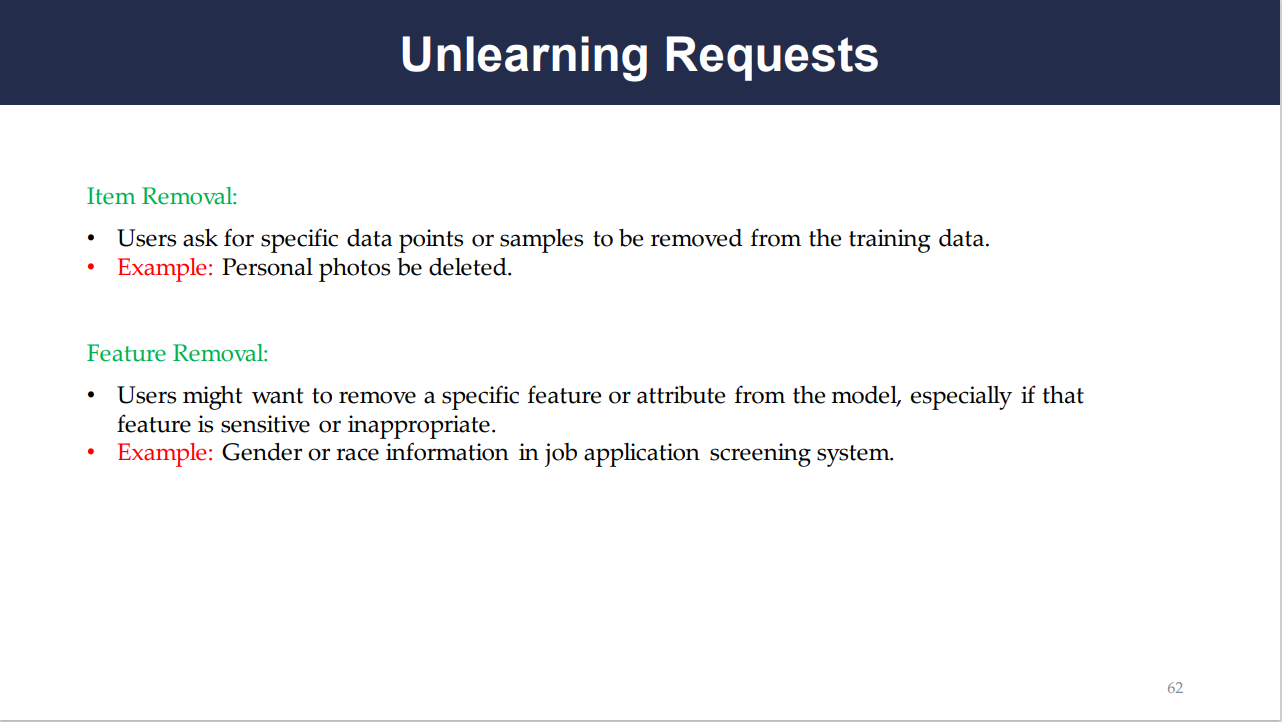 Unlearning Requests
Item Removal:
• Users ask for specific data points or samples to be removed from the training data.
• Example: Personal photos be deleted.
Feature Removal:
• Users might want to remove a specific feature or attribute from the model, especially if that
feature is sensitive or inappropriate.
• Example: Gender or race information in job application screening system.
62